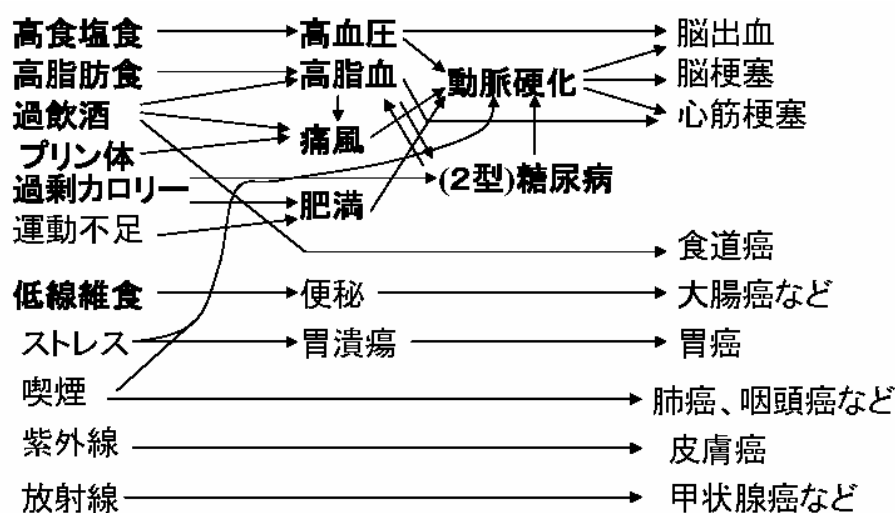 高食塩食 高血圧 脳出血
高脂肪食 高脂血 動脈硬化 脳梗塞
過飲酒 心筋梗塞
プリン体 痛風
過剰カロリー (2型)糖尿病
運動不足 肥満
食道癌
低線維食 便秘 大腸癌など
ストレス 胃潰瘍 胃癌
喫煙 肺癌、咽頭癌など
紫外線 皮膚癌
放射線 甲状腺癌など